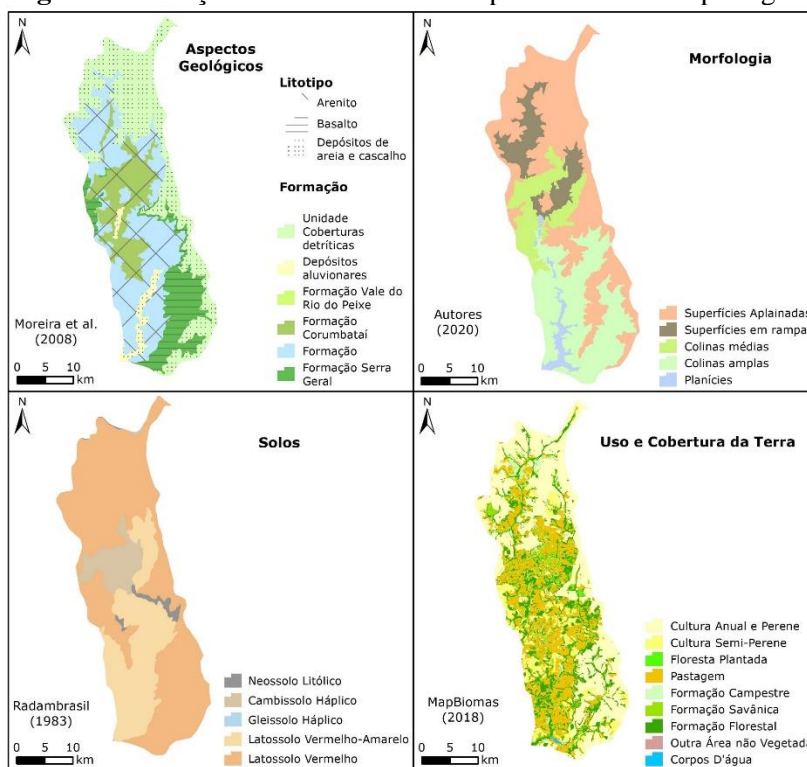 N
Aspectos
Geológicos
Litotipo
Arenito
Basalto
Depósitos de
areia e cascalho
Formação
Unidade
Coberturas
detríticas
Depósitos
aluvionares
Formação Vale do
Rio do Peixe
Formação
Corumbataí
Formação
Formação Serra
Geral
Moreira et al.
(2008)
0 5 10
km
N
Morfologia
Autores
(2020)
Superfícies Aplainadas
Superfícies em rampa
Colinas médias
Colinas amplas
Planícies
0 5 10
km
N
Solos
Radambrasil
(1983)
Neossolo Litólico
Cambissolo Háplico
Gleissolo Háplico
Latossolo Vermelho-Amarelo
Latossolo Vermelho
0 5 10
km
N
Uso e Cobertura da Terra
MapBiomas
(2018)
Cultura Anual e Perene
Cultura Semi-Perene
Floresta Plantada
Pastagem
Formação Campestre
Formação Savânica
Formação Florestal
Outra Área não Vegetada
Corpos D'água
0 5 10
km